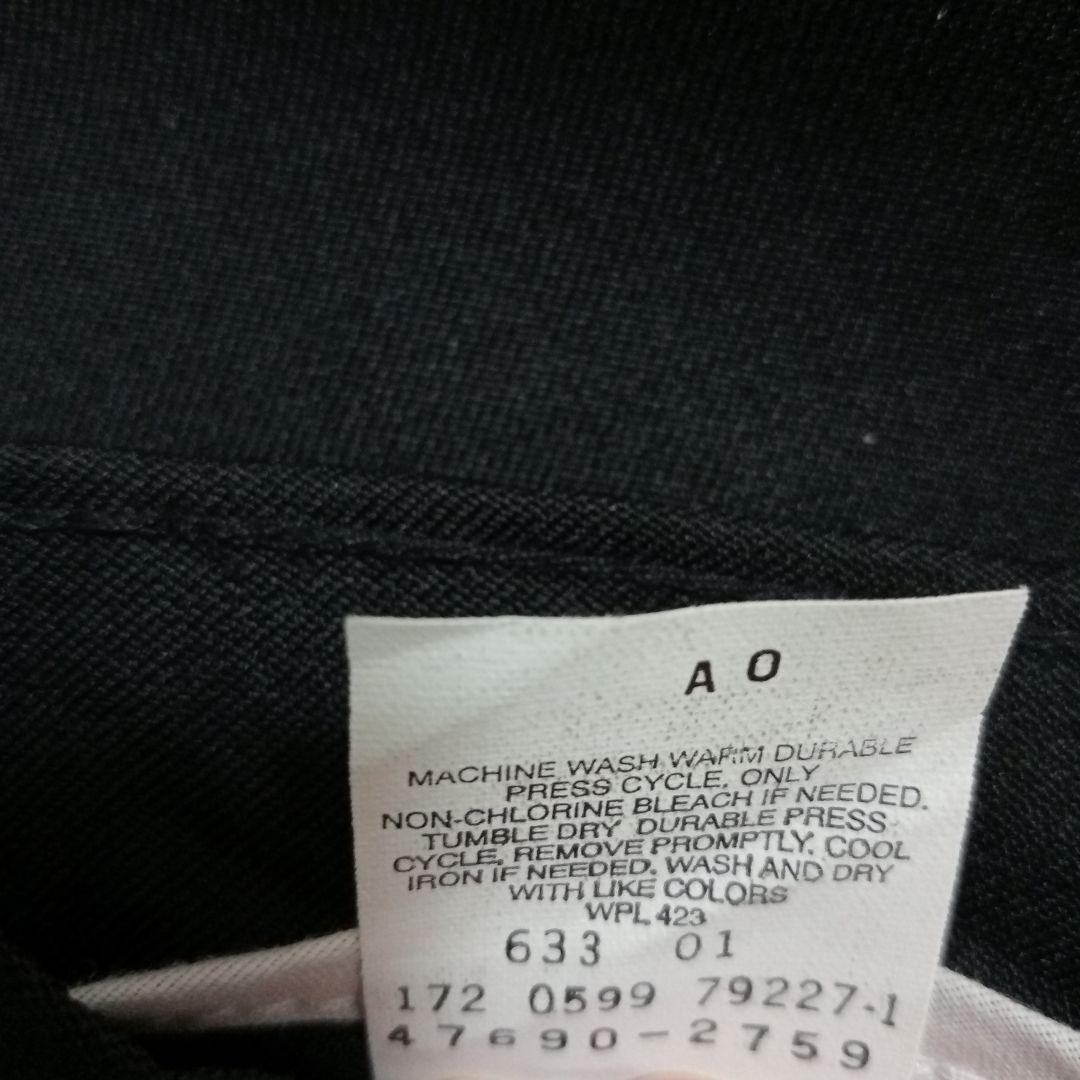 A O
MACHINE WASH WARM DURABLE
PRESS CYCLE, ONLY
NON-CHLORINE BLEACH IF NEEDED.
TUMBLE DRY DURABLE PRESS
CYCLE, REMOVE PROMPTLY. COOL
IRON IF NEEDED. WASH AND DRY
WITH LIKE COLORS
WPL 423
633 01
172 0599 79227-1
47690-2759